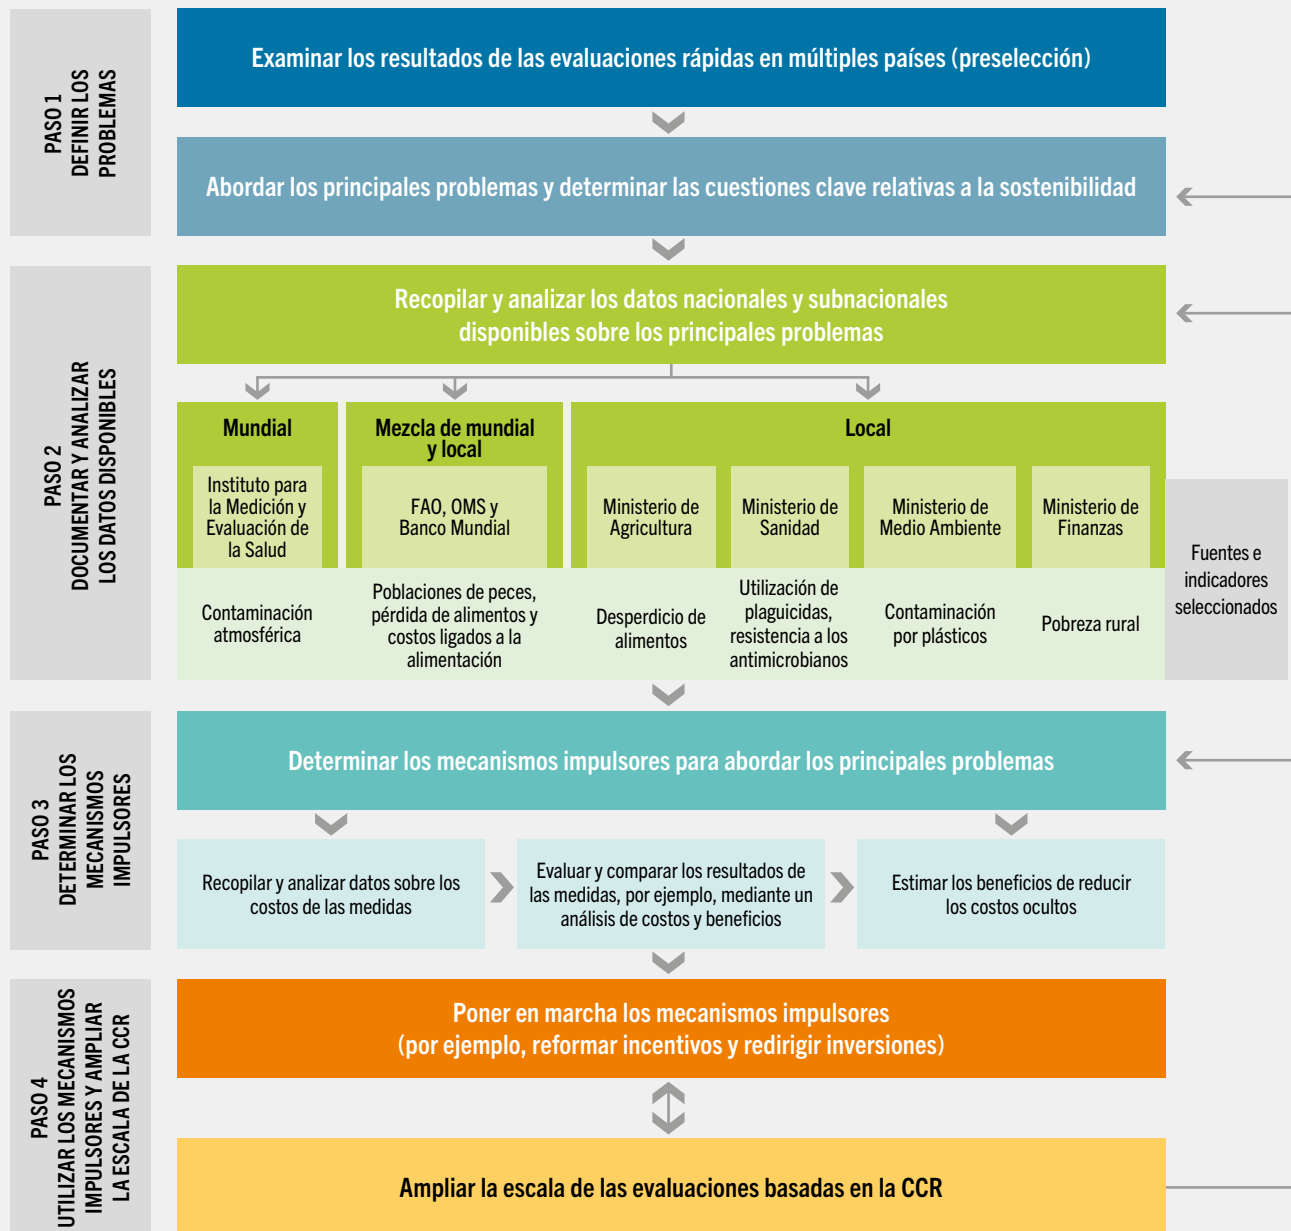 PASO 1
DEFINIR LOS
PROBLEMAS
Examinar los resultados de las evaluaciones rápidas en múltiples países (preselección)
Abordar los principales problemas y determinar las cuestiones clave relativas a la sostenibilidad
PASO 2
DOCUMENTAR Y ANALIZAR
LOS DATOS DISPONIBLES
Recopilar y analizar los datos nacionales y subnacionales
disponibles sobre los principales problemas
Mundial
Instituto para
la Medición y
Evaluación de
la Salud
Contaminación
atmosférica
Mezcla de mundial
y local
FAO, OMS y
Banco Mundial
Poblaciones de peces,
pérdida de alimentos y
costos ligados a la
alimentación
Local
Ministerio de
Agricultura
Desperdicio de
alimentos
Ministerio de
Sanidad
Utilización de
plaguicidas,
resistencia a los
antimicrobianos
Ministerio de
Medio Ambiente
Contaminación
por plásticos
Ministerio de
Finanzas
Pobreza rural
Fuentes e
indicadores
seleccionados
PASO 3
DETERMINAR LOS
MECANISMOS
IMPULSORES
Determinar los mecanismos impulsores para abordar los principales problemas
Recopilar y analizar datos sobre los
costos de las medidas
Evaluar y comparar los resultados de
las medidas, por ejemplo, mediante un
análisis de costos y beneficios
Estimar los beneficios de reducir
los costos ocultos
PASO 4
UTILIZAR LOS MECANISMOS
IMPULSORES Y AMPLIAR
LA ESCALA DE LA CCR
Poner en marcha los mecanismos impulsores
(por ejemplo, reformar incentivos y redirigir inversiones)
Ampliar la escala de las evaluaciones basadas en la CCR